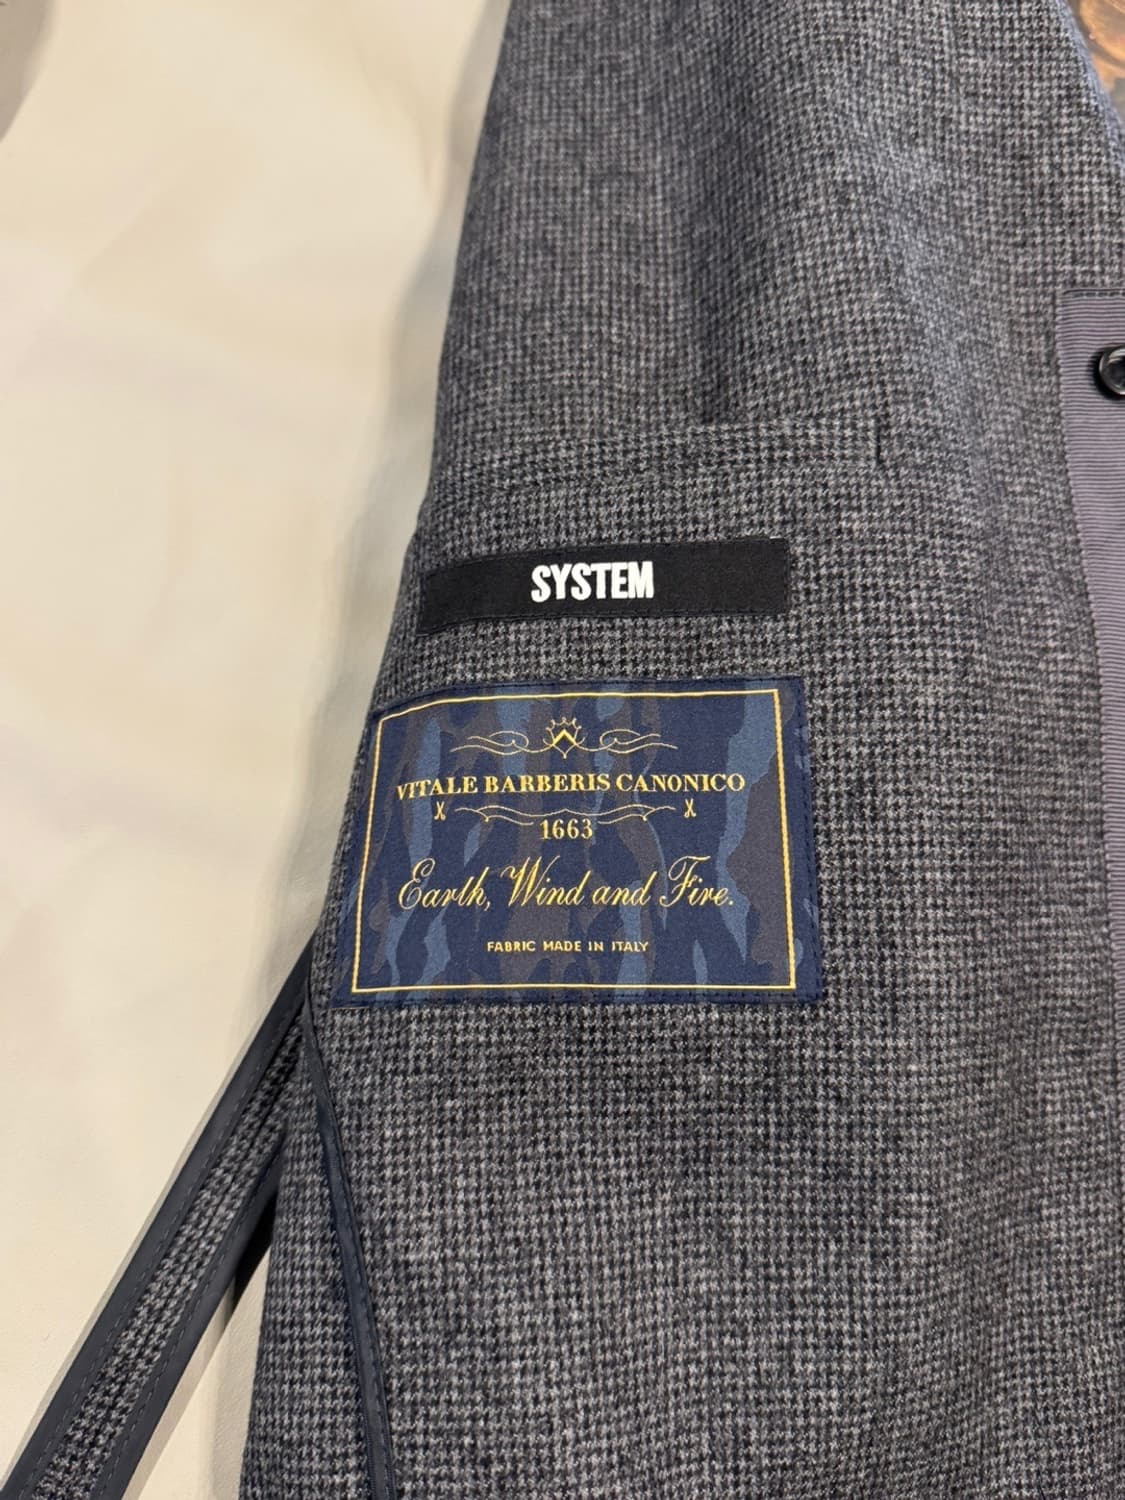 SYSTEM
VITALE BARBERIS CANONICO
1663
Earth, Wind and Fire.
FABRIC MADE IN ITALY